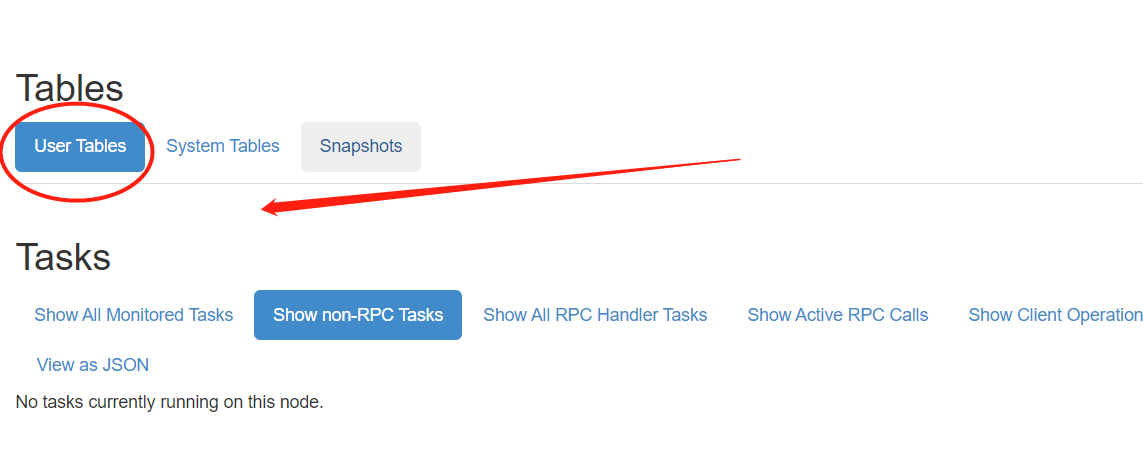 Tables
User Tables System Tables Snapshots
Tasks
Show All Monitored Tasks Show non-RPC Tasks Show All RPC Handler Tasks Show Active RPC Calls Show Client Operation
View as JSON
No tasks currently running on this node.